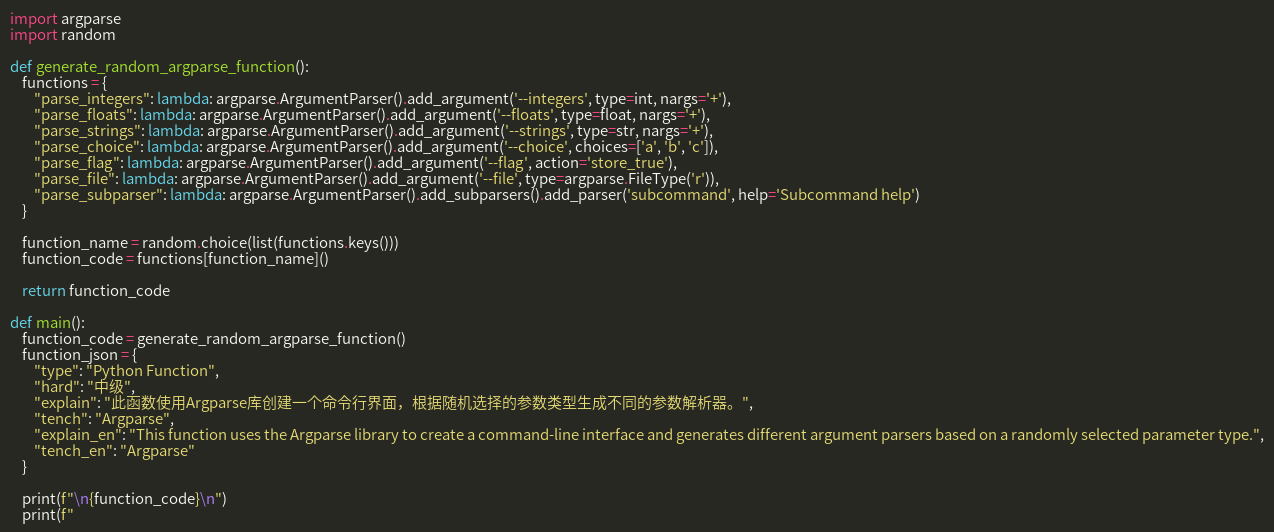 import argparse
import random
def generate_random_argparse_function():
functions = {
"parse_integers": lambda: argparse.ArgumentParser().add_argument('--integers', type=int, nargs='+'),
"parse_floats": lambda: argparse.ArgumentParser().add_argument('--floats', type=float, nargs='+'),
"parse_strings": lambda: argparse.ArgumentParser().add_argument('--strings', type=str, nargs='+'),
"parse_choice": lambda: argparse.ArgumentParser().add_argument('--choice', choices=['a', 'b', 'c']),
"parse_flag": lambda: argparse.ArgumentParser().add_argument('--flag', action='store_true'),
"parse_file": lambda: argparse.ArgumentParser().add_argument('--file', type=argparse.FileType('r')),
"parse_subparser": lambda: argparse.ArgumentParser().add_subparsers().add_parser('subcommand', help='Subcommand help')
}
function_name = random.choice(list(functions.keys()))
function_code = functions[function_name]()
return function_code
def main():
function_code = generate_random_argparse_function()
function_json = {
"type": "Python Function",
"hard": "中级",
"explain": "此函数使用Argparse库创建一个命令行界面，根据随机选择的参数类型生成不同的参数解析器。",
"tench": "Argparse",
"explain_en": "This function uses the Argparse library to create a command-line interface and generates different argument parsers based on a randomly selected parameter type.",
"tench_en": "Argparse"
}
print(f"\n{function_code}\n")
print(f"